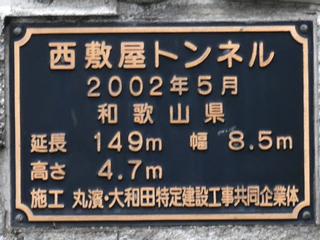 西敷屋トンネル
2002年5月
和歌山県
延長 149m 幅 8.5m
高さ 4.7m
施工 丸濱・大和田特定建設工事共同企業体